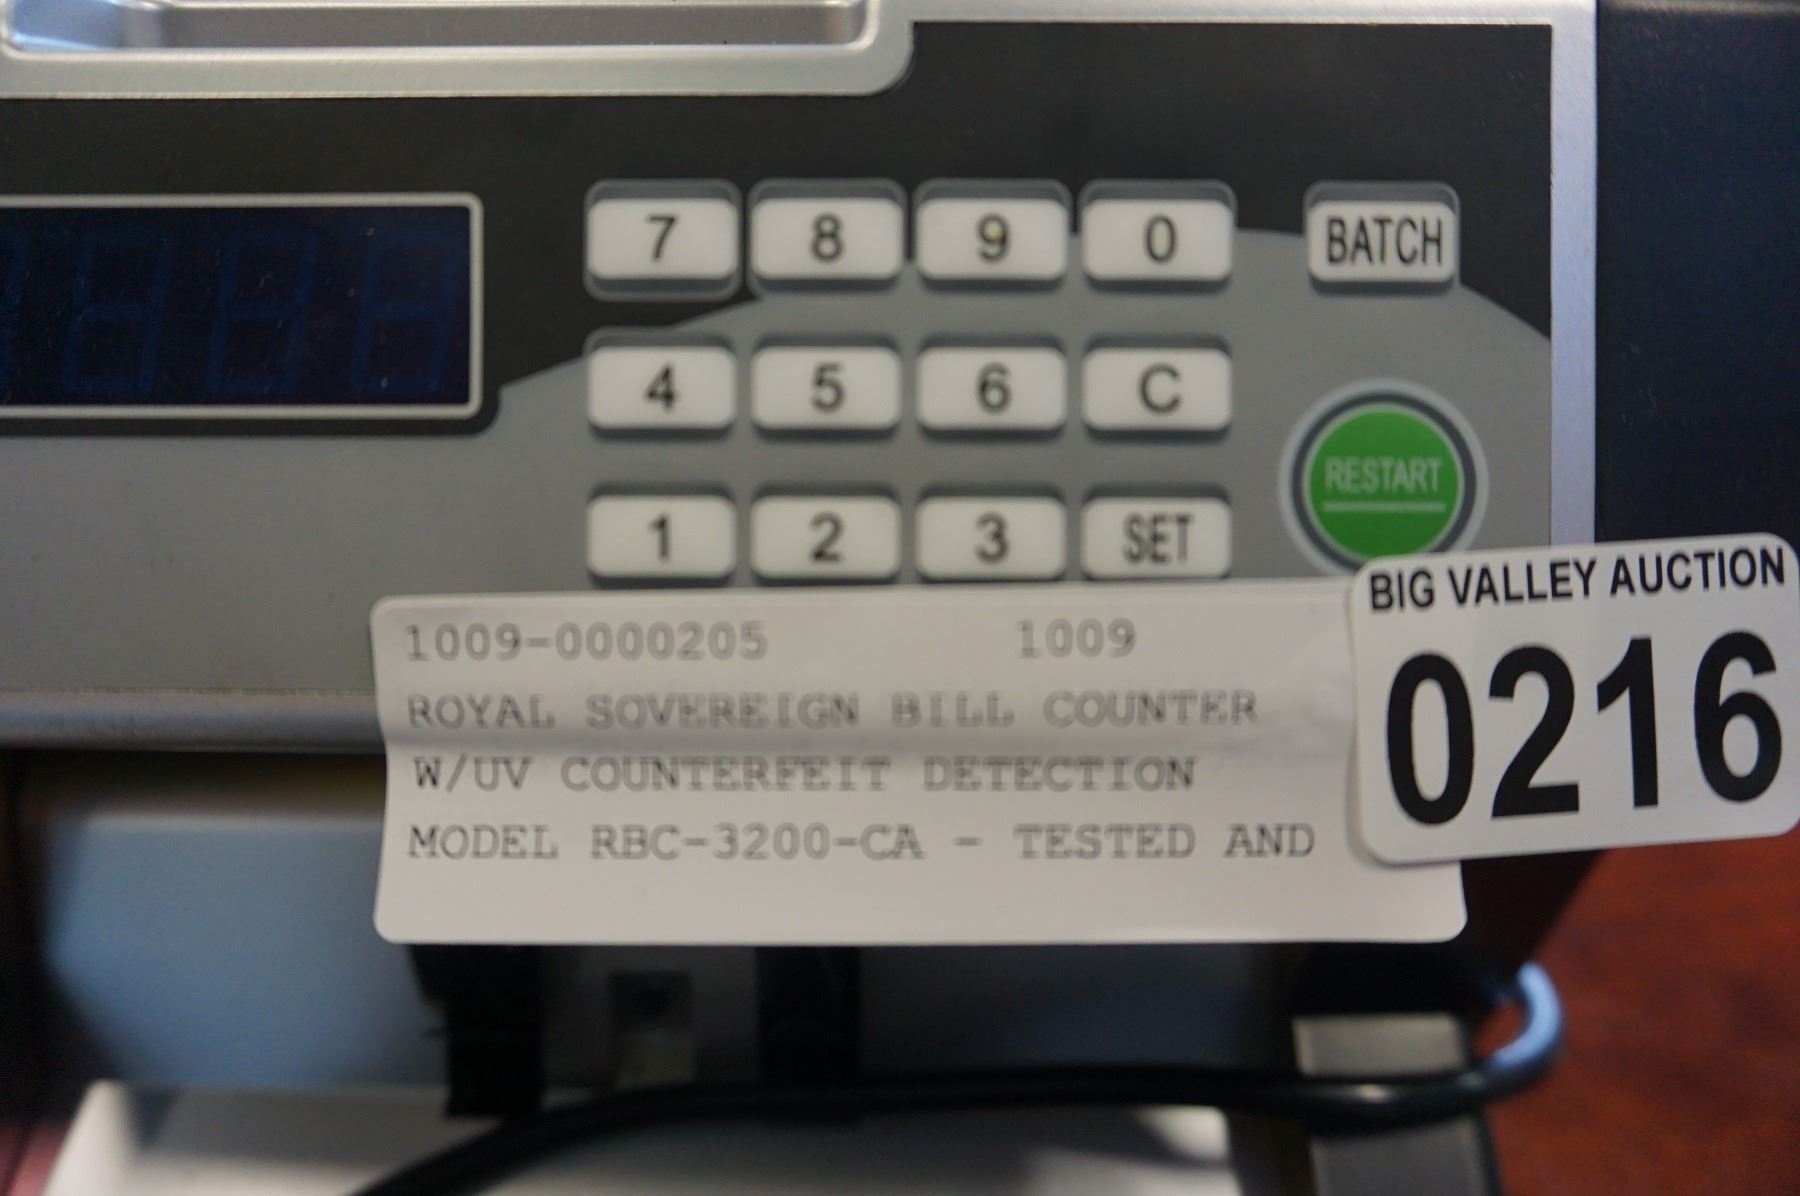 7 8 9 0 BATCH
4 5 6 C
RESTART
1 2 3 SET
BIG VALLEY AUCTION
0216
1009-0000205 1009
ROYAL SOVEREIGN BILL COUNTER
W/UV COUNTERFEIT DETECTION
MODEL RBC-3200-CA - TESTED AND